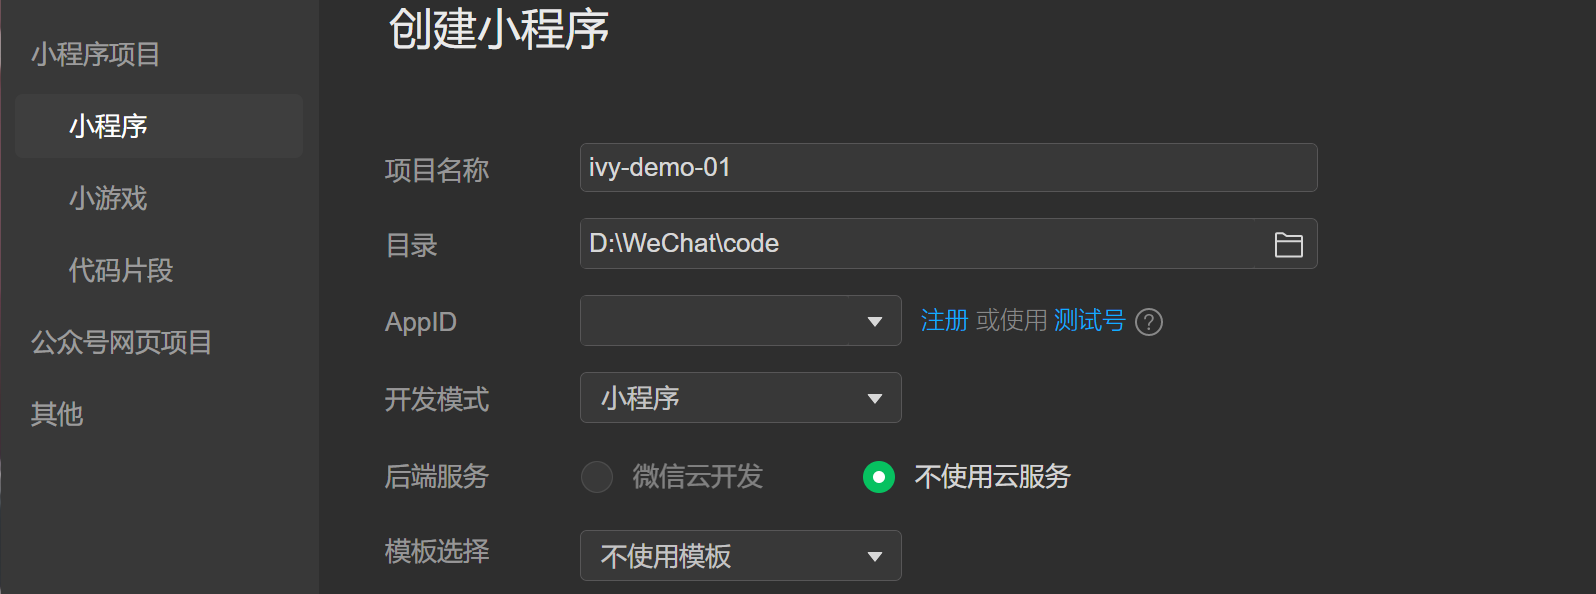 小程序项目
小程序
小游戏
代码片段
公众号网页项目
其他
创建小程序
项目名称 ivy-demo-01
目录 D:\WeChat\code
AppID 注册 或使用 测试号 ?
开发模式 小程序
后端服务 微信云开发 不使用云服务
模板选择 不使用模板